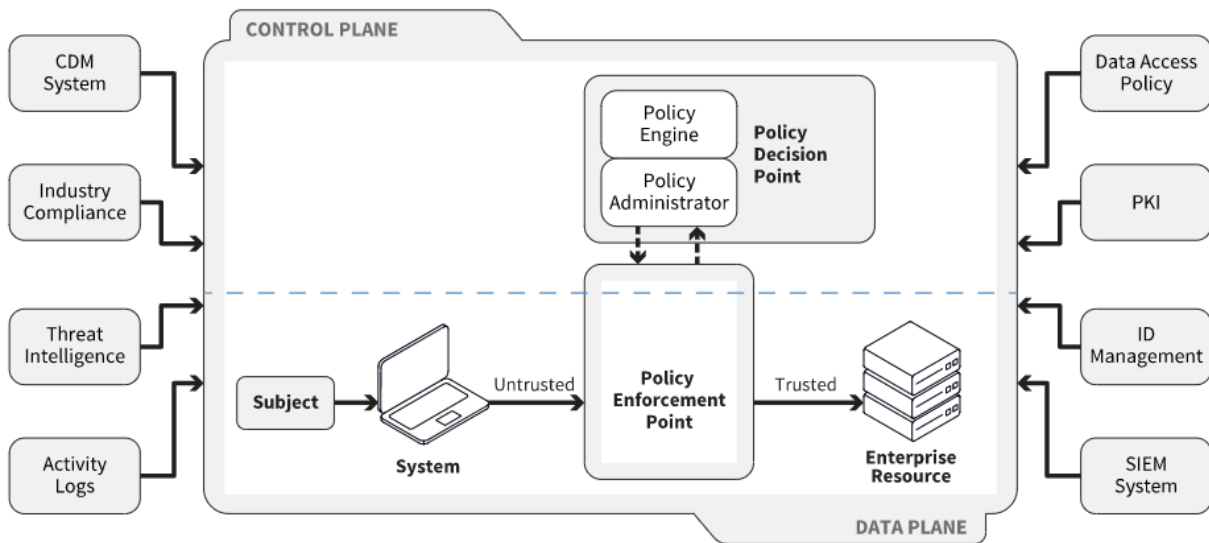 CONTROL PLANE
CDM
System
Industry
Compliance
Threat
Intelligence
Activity
Logs
Policy
Engine
Policy
Administrator
Policy
Decision
Point
Subject
System
Untrusted
Policy
Enforcement
Point
Trusted
Enterprise
Resource
Data Access
Policy
PKI
ID
Management
SIEM
System
DATA PLANE